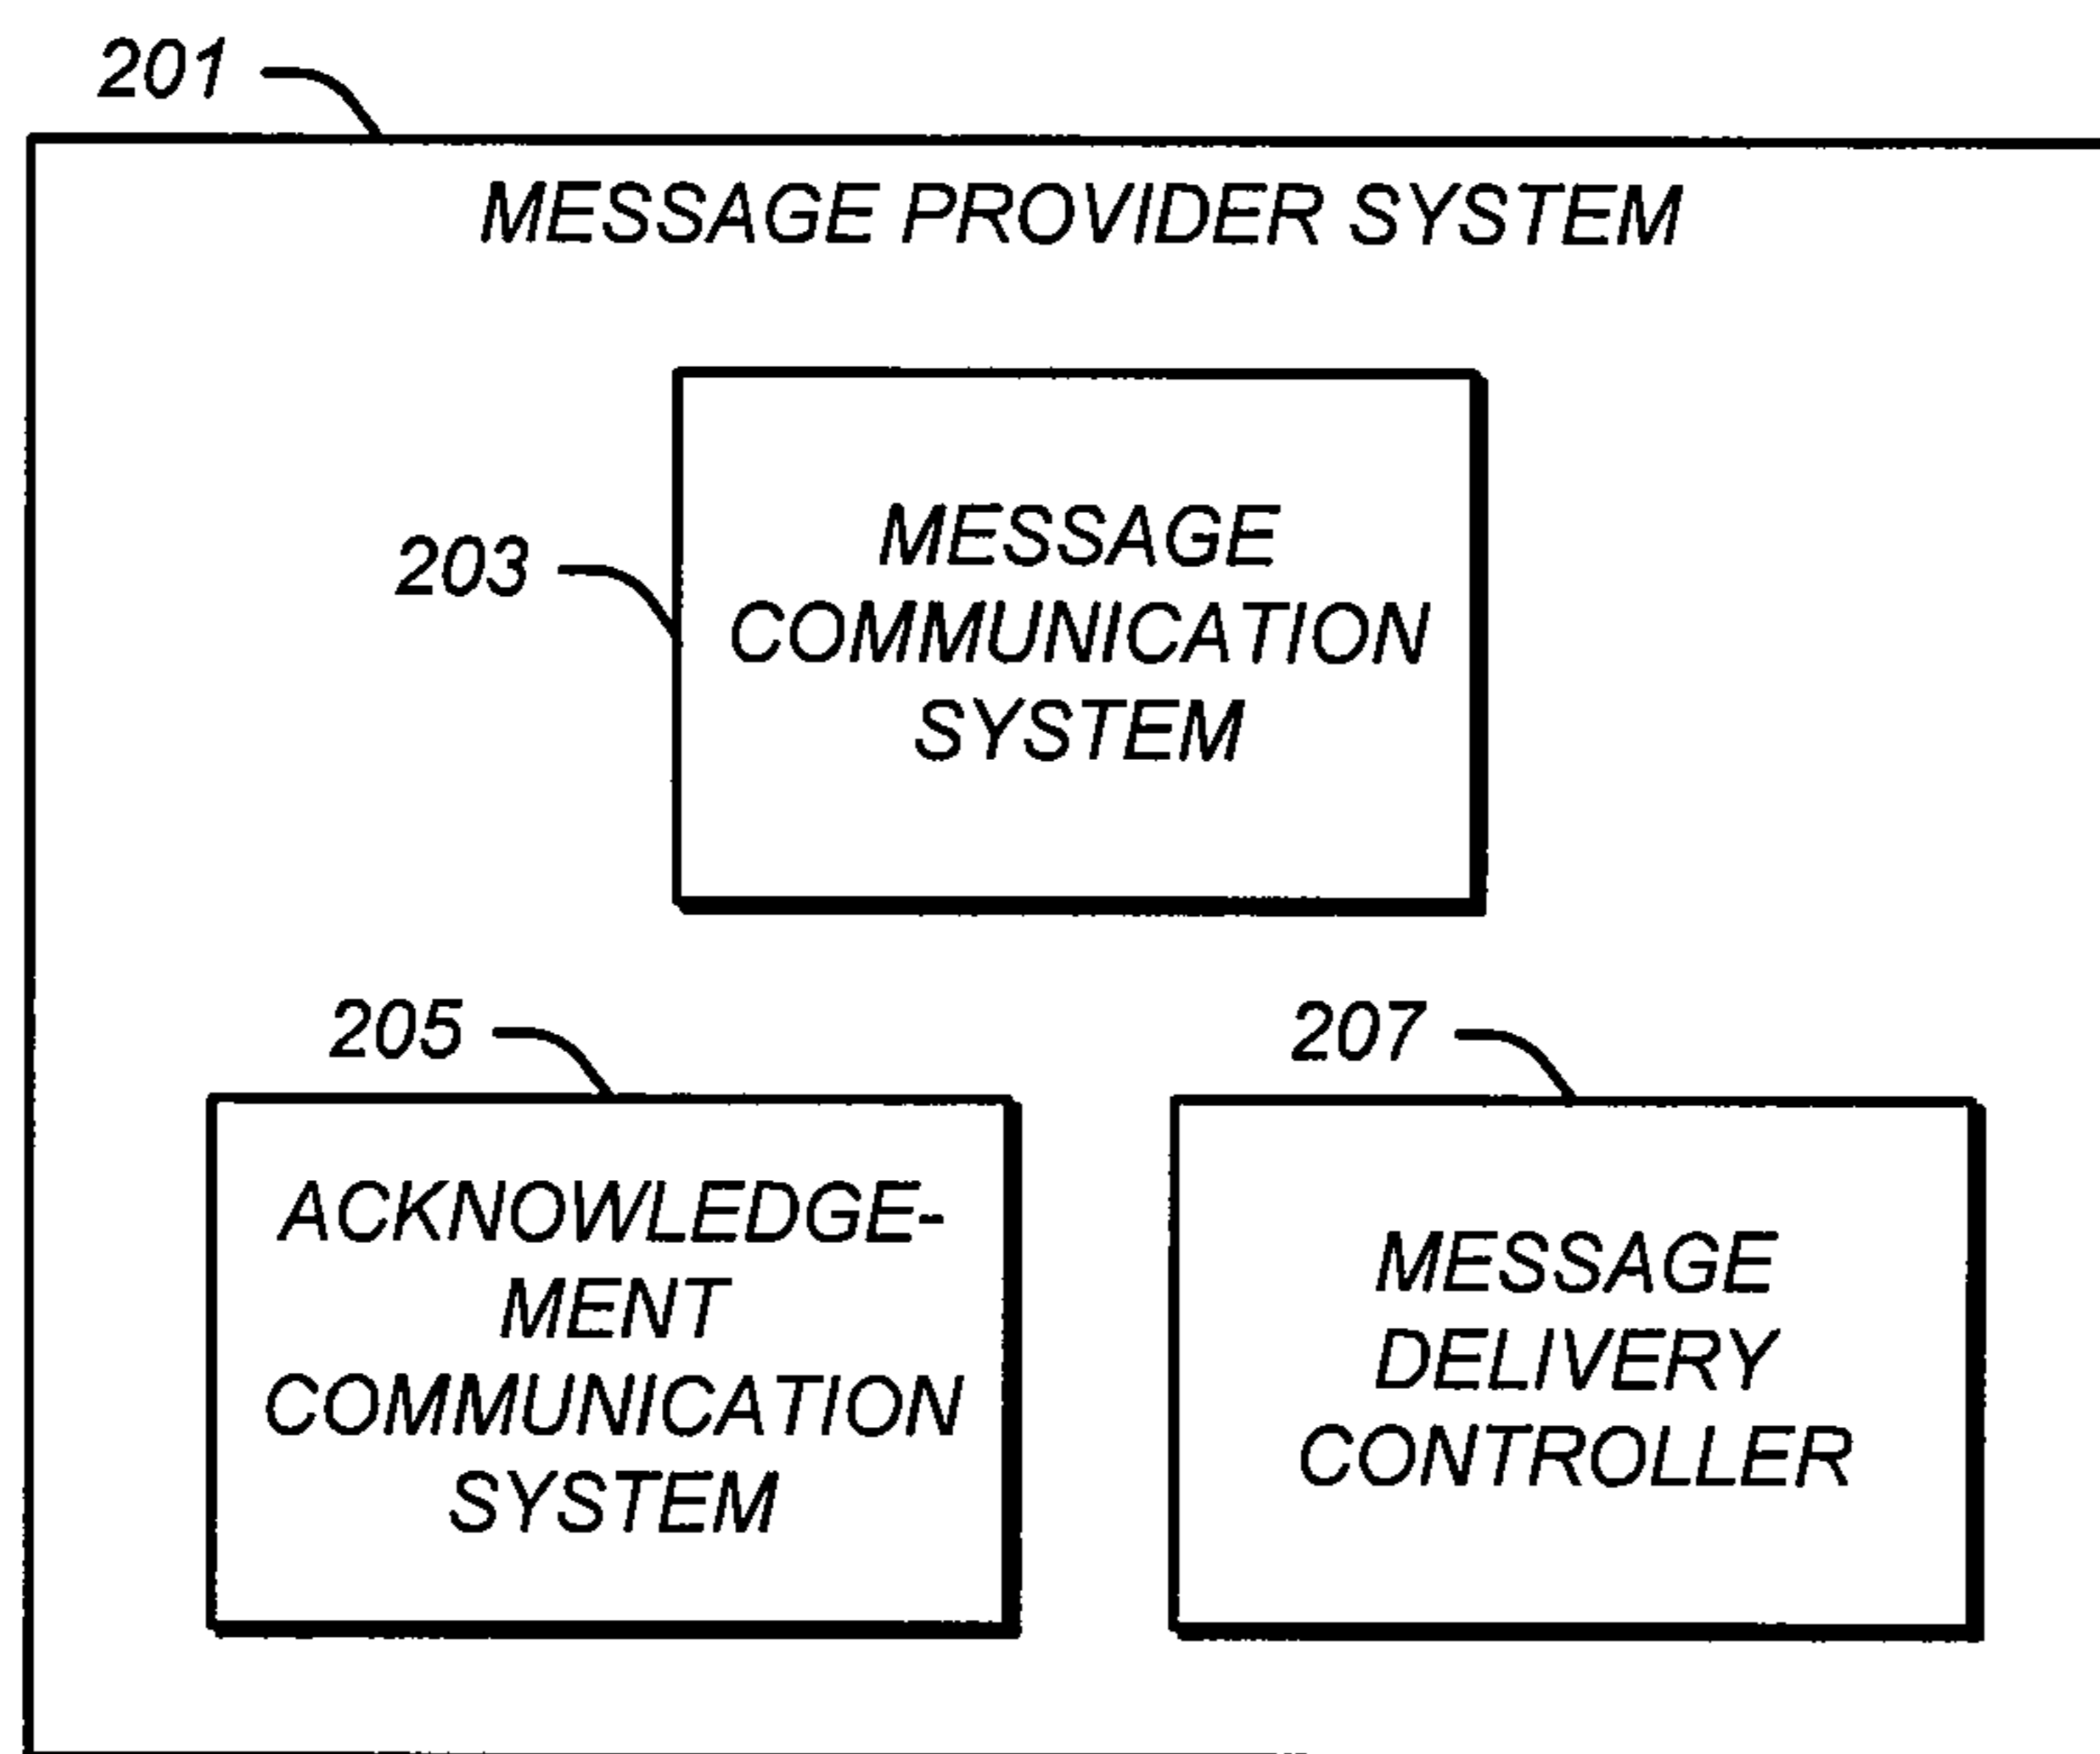 201
MESSAGE PROVIDER SYSTEM
203
MESSAGE
COMMUNICATION
SYSTEM
205
ACKNOWLEDGE-
MENT
COMMUNICATION
SYSTEM
207
MESSAGE
DELIVERY
CONTROLLER